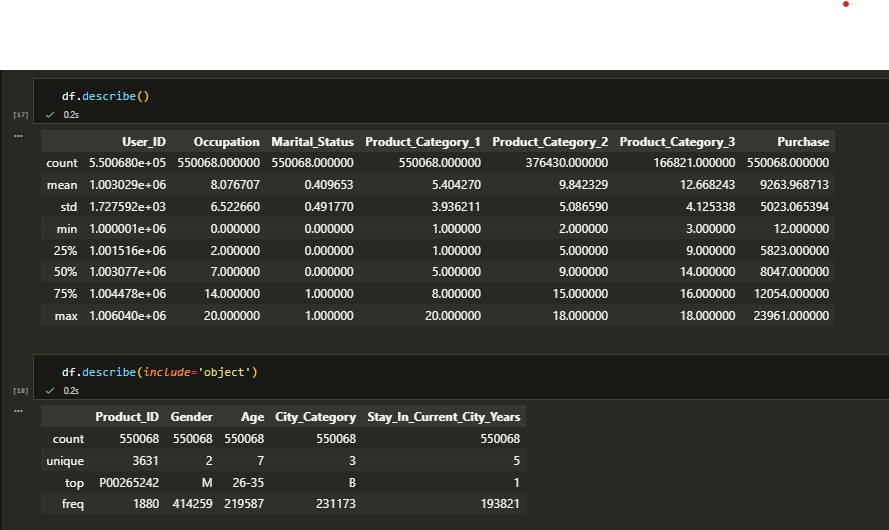 df.describe()
[17]
0.2s
...
User_ID Occupation Marital_Status Product_Category_1 Product_Category_2 Product_Category_3 Purchase
count 5.500680e+05 550068.000000 550068.000000 550068.000000 376430.000000 166821.000000 550068.000000
mean 1.003029e+06 8.076707 0.409653 5.404270 9.842329 12.668243 9263.968713
std 1.727592e+03 6.522660 0.491770 3.936211 5.086590 4.125338 5023.065394
min 1.000001e+06 0.000000 0.000000 1.000000 2.000000 3.000000 12.000000
25% 1.001516e+06 2.000000 0.000000 1.000000 5.000000 9.000000 5823.000000
50% 1.003077e+06 7.000000 0.000000 5.000000 9.000000 14.000000 8047.000000
75% 1.004478e+06 14.000000 1.000000 8.000000 15.000000 16.000000 12054.000000
max 1.006040e+06 20.000000 1.000000 20.000000 18.000000 18.000000 23961.000000
df.describe(include='object')
[18]
0.2s
...
Product_ID Gender Age City_Category Stay_In_Current_City_Years
count 550068 550068 550068 550068 550068
unique 3631 2 7 3 5
top P00265242 M 26-35 B 1
freq 1880 414259 219587 231173 193821